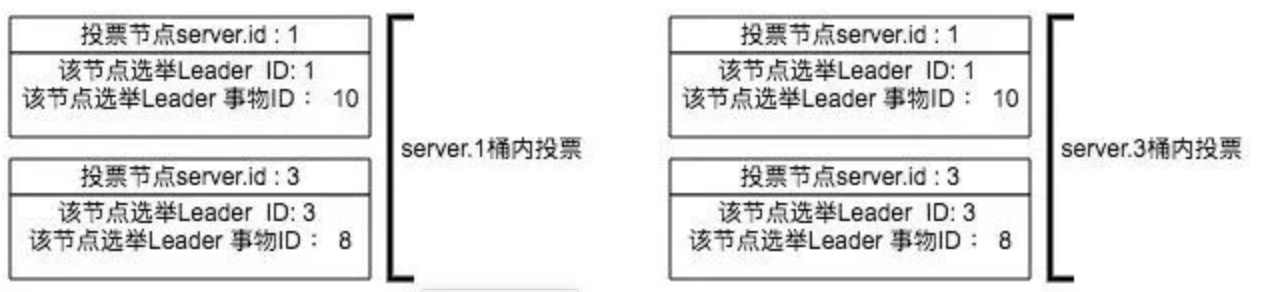 投票节点server.id : 1
该节点选举Leader ID: 1
该节点选举Leader 事物ID： 10
投票节点server.id : 3
该节点选举Leader ID: 3
该节点选举Leader 事物ID： 8
server.1桶内投票
投票节点server.id : 1
该节点选举Leader ID: 1
该节点选举Leader 事物ID： 10
投票节点server.id : 3
该节点选举Leader ID: 3
该节点选举Leader 事物ID： 8
server.3桶内投票